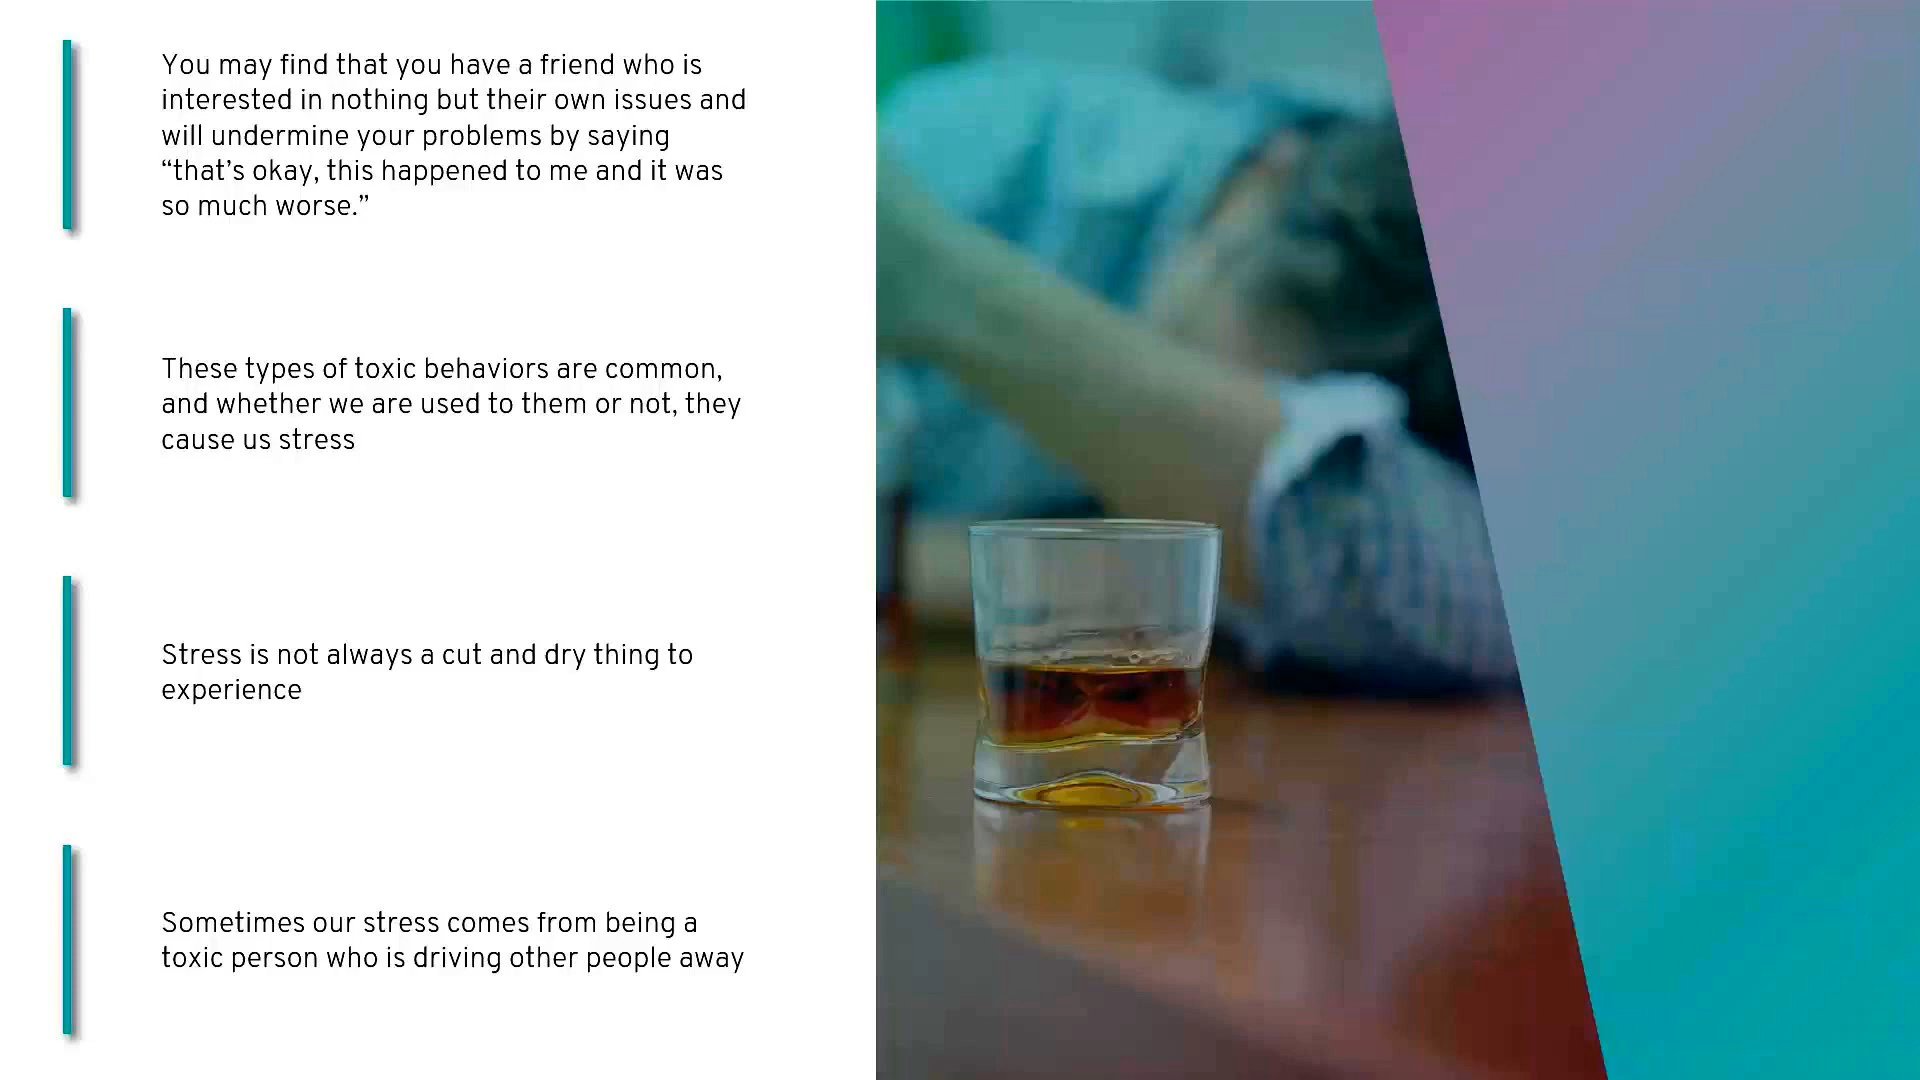 You may find that you have a friend who is
interested in nothing but their own issues and
will undermine your problems by saying
“that’s okay, this happened to me and it was
so much worse.”
These types of toxic behaviors are common,
and whether we are used to them or not, they
cause us stress
Stress is not always a cut and dry thing to
experience
Sometimes our stress comes from being a
toxic person who is driving other people away